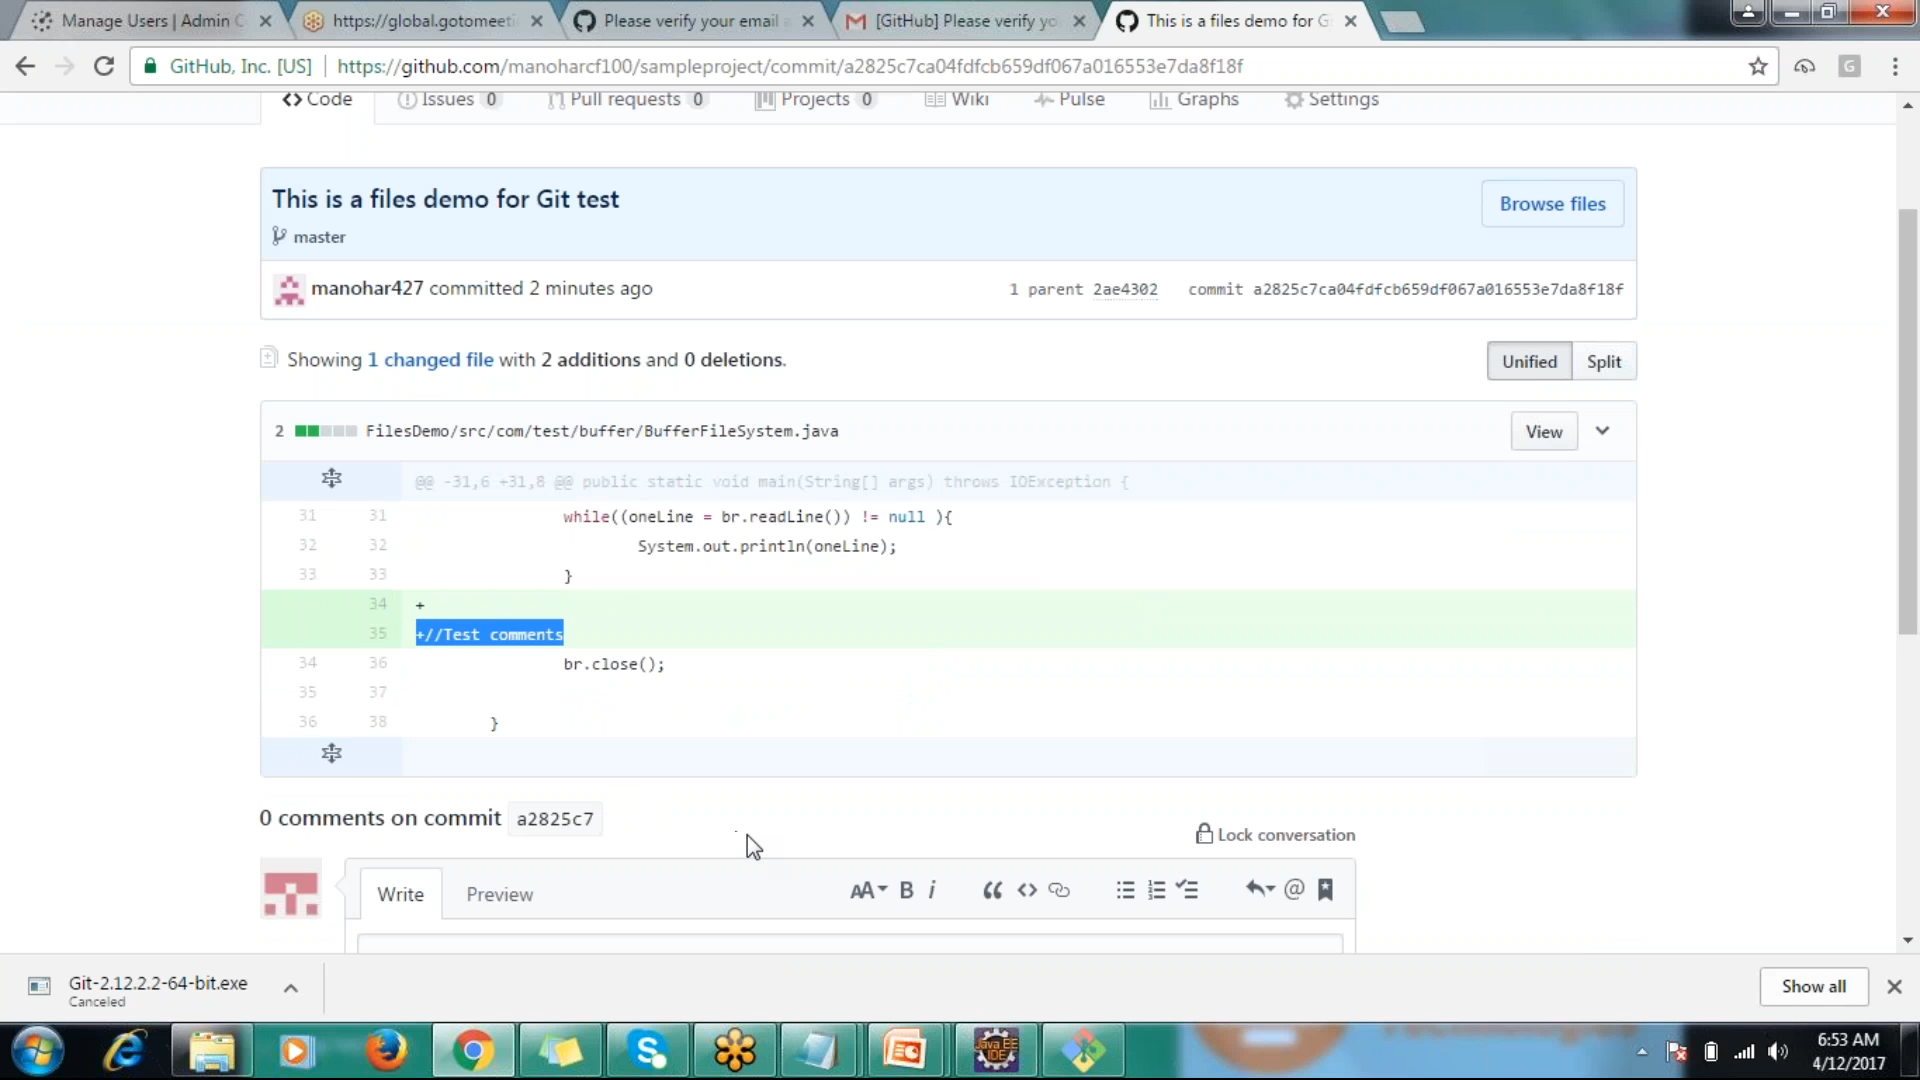 Manage Users | Admin C
https://global.gotomeeti
Please verify your email
[GitHub] Please verify yo
This is a files demo for G
GitHub, Inc. [US] | https://github.com/manoharcf100/sampleproject/commit/a2825c7ca04fdfcb659df067a016553e7da8f18f
Code
Issues 0
Pull requests 0
Projects 0
Wiki
Pulse
Graphs
Settings
This is a files demo for Git test
Browse files
master
manohar427 committed 2 minutes ago
1 parent 2ae4302 commit a2825c7ca04fdfcb659df067a016553e7da8f18f
Showing 1 changed file with 2 additions and 0 deletions.
Unified Split
2 FilesDemo/src/com/test/buffer/BufferFileSystem.java
View
@@ -31,6 +31,8 @@ public static void main(String[] args) throws IOException {
31 31 while((oneLine = br.readLine()) != null ){
32 32 System.out.println(oneLine);
33 33 }
34 +
35 +//Test comments
34 36 br.close();
35 37
36 38 }
0 comments on commit a2825c7
Lock conversation
Write Preview
AA B i
Git-2.12.2.2-64-bit.exe
Canceled
Show all
Java EE
IDE
6:53 AM
4/12/2017